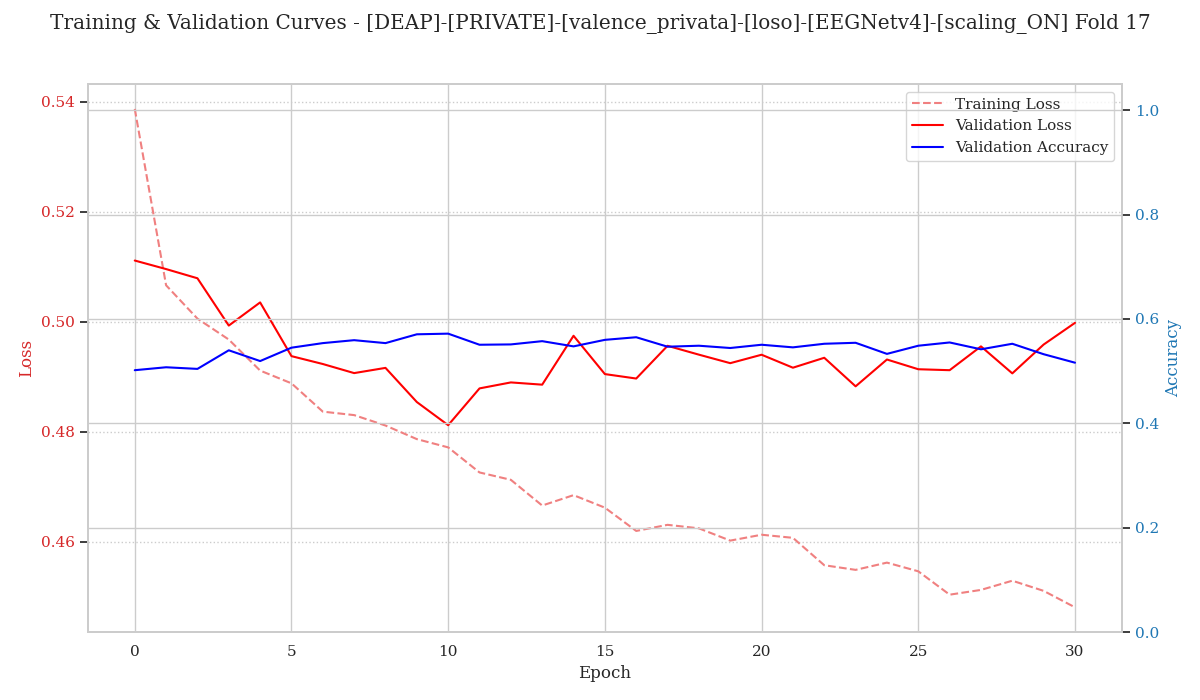 Training & Validation Curves - [DEAP]-[PRIVATE]-[valence_privata]-[loso]-[EEGNetv4]-[scaling_ON] Fold 17
Training Loss
Validation Loss
Validation Accuracy
Loss
0.54
0.52
0.50
0.48
0.46
1.0
0.8
0.6
0.4
0.2
0.0
Accuracy
0 5 10 15 20 25 30
Epoch